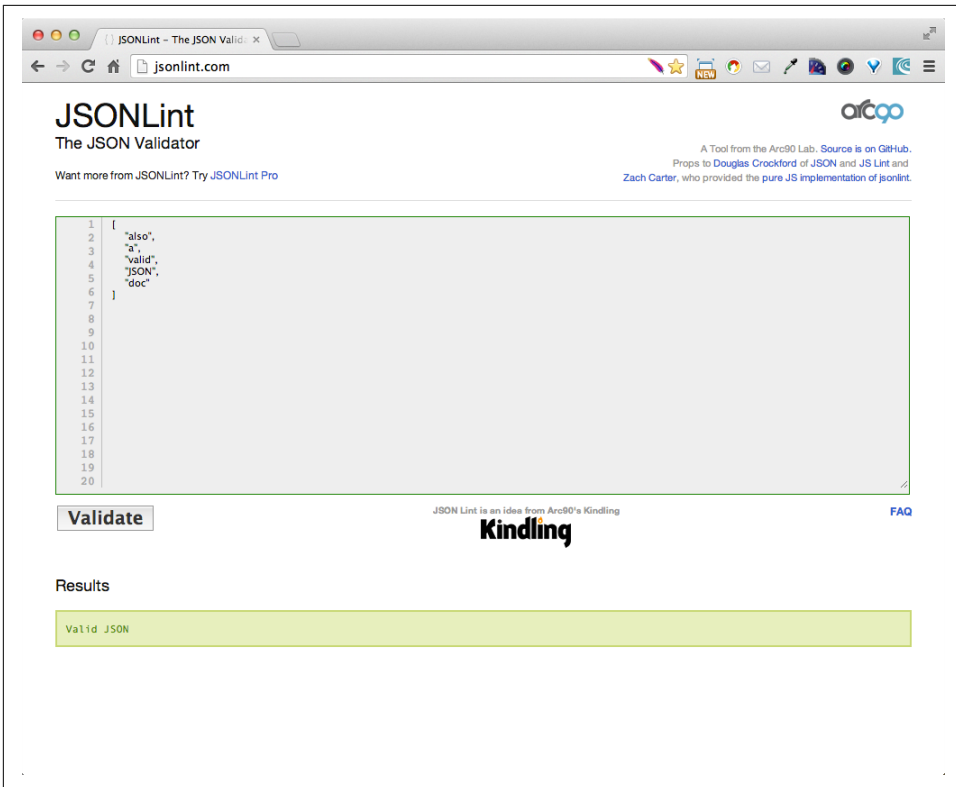 JSONLint – The JSON Valid
jsonlint.com
NEW
JSONLint
The JSON Validator
Want more from JSONLint? Try JSONLint Pro
arc90
A Tool from the Arc90 Lab. Source is on GitHub.
Props to Douglas Crockford of JSON and JS Lint and
Zach Carter, who provided the pure JS implementation of jsonlint.
1 [
2 "also",
3 "a",
4 "valid",
5 "JSON",
6 "doc"
7 ]
8
9
10
11
12
13
14
15
16
17
18
19
20
Validate
JSON Lint is an idea from Arc90's Kindling
Kindling
FAQ
Results
Valid JSON